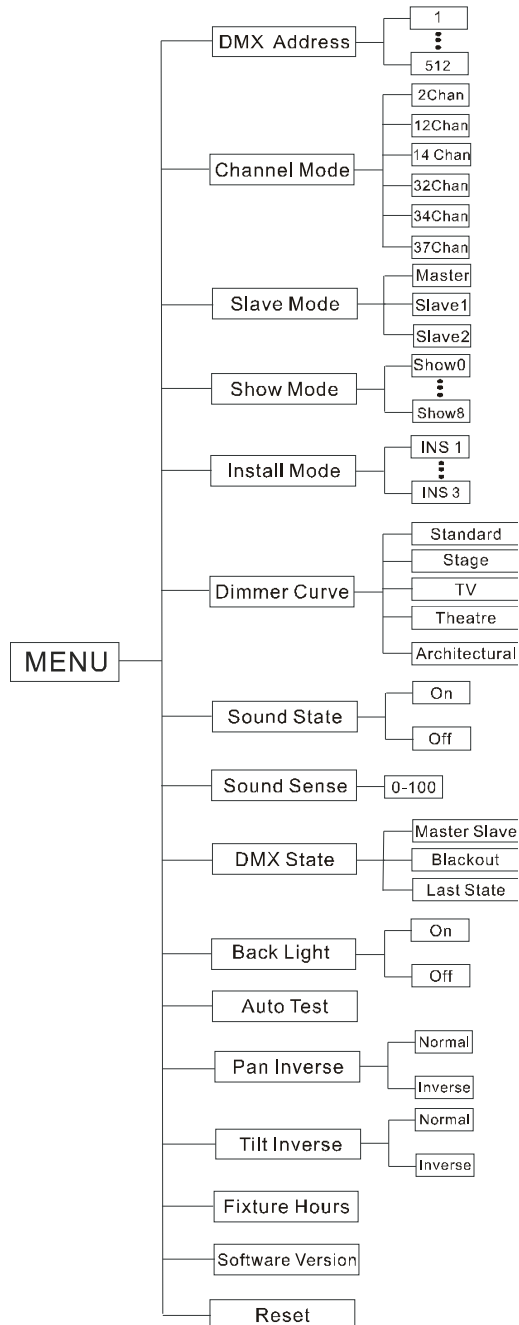 MENU
DMX Address
1
512
Channel Mode
2Chan
12Chan
14 Chan
32Chan
34Chan
37Chan
Slave Mode
Master
Slave1
Slave2
Show Mode
Show0
Show8
Install Mode
INS 1
INS 3
Dimmer Curve
Standard
Stage
TV
Theatre
Architectural
Sound State
On
Off
Sound Sense
0-100
DMX State
Master Slave
Blackout
Last State
Back Light
On
Off
Auto Test
Pan Inverse
Normal
Inverse
Tilt Inverse
Normal
Inverse
Fixture Hours
Software Version
Reset